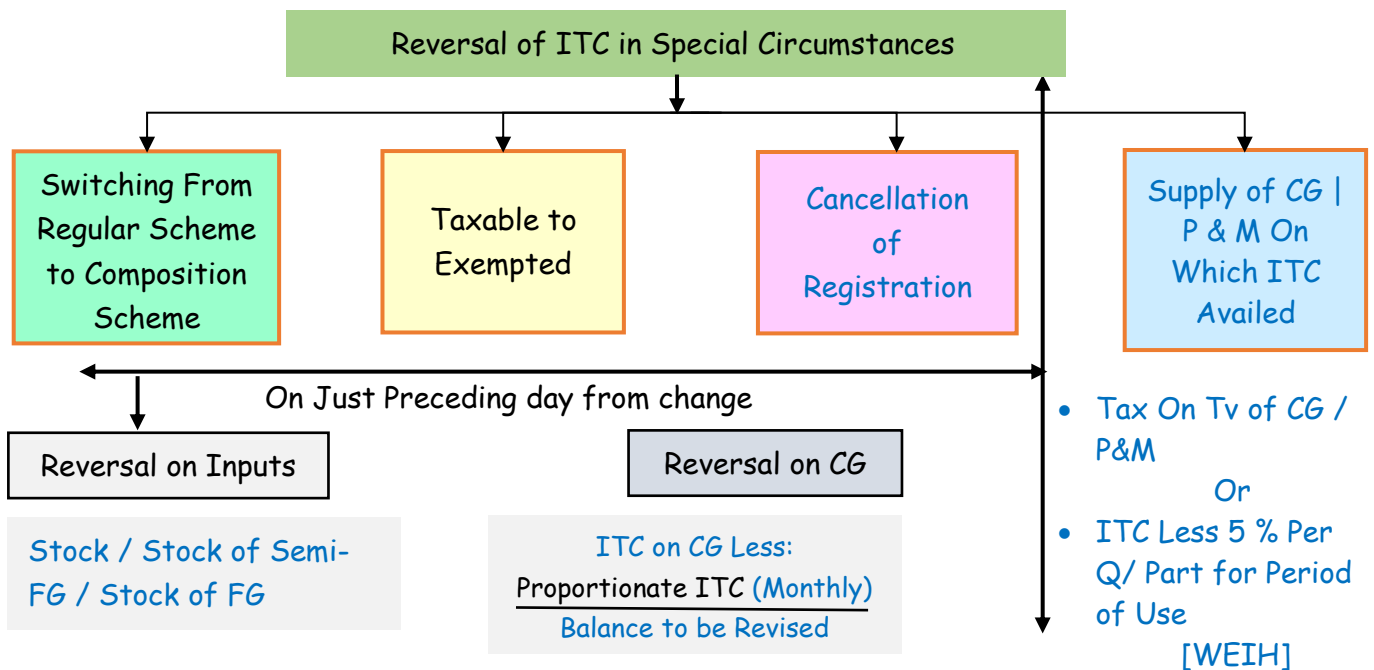 Reversal of ITC in Special Circumstances
Switching From
Regular Scheme
to Composition
Scheme
Taxable to
Exempted
Cancellation
of
Registration
Supply of CG |
P & M On
Which ITC
Availed
On Just Preceding day from change
Reversal on Inputs
Stock / Stock of Semi-
FG / Stock of FG
Reversal on CG
ITC on CG Less:
Proportionate ITC (Monthly)
Balance to be Revised
• Tax On Tv of CG /
P&M
Or
• ITC Less 5 % Per
Q/ Part for Period
of Use
[WEIH]